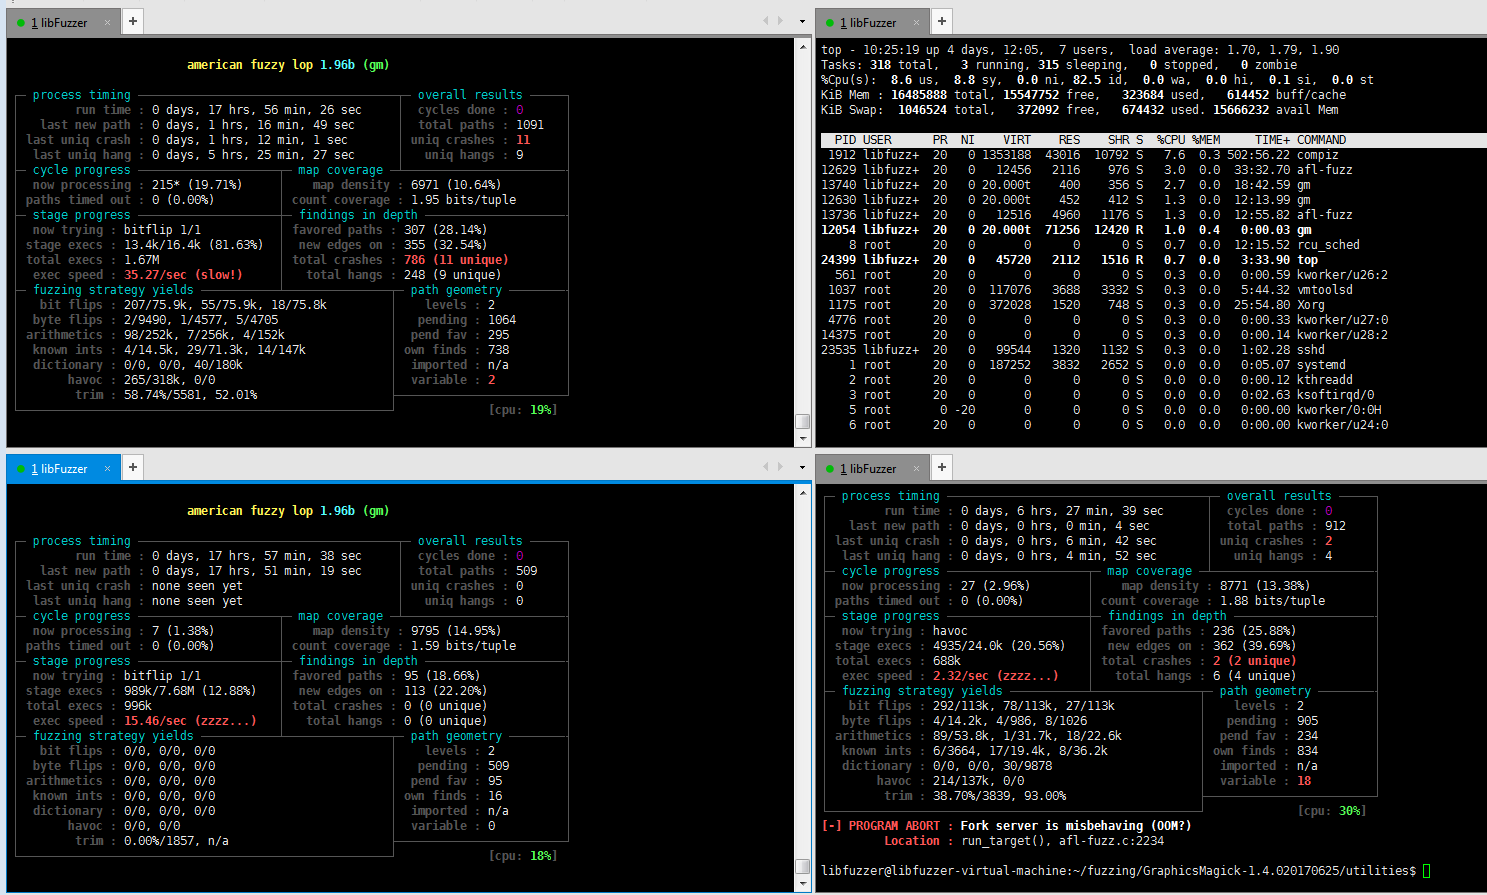 1 libFuzzer × +
american fuzzy lop 1.96b (gm)
process timing
overall results
run time : 0 days, 17 hrs, 56 min, 26 sec
cycles done : 0
last new path : 0 days, 1 hrs, 16 min, 49 sec
total paths : 1091
last uniq crash : 0 days, 1 hrs, 12 min, 1 sec
uniq crashes : 11
last uniq hang : 0 days, 5 hrs, 25 min, 27 sec
uniq hangs : 9
cycle progress
map coverage
now processing : 215* (19.71%)
map density : 6971 (10.64%)
paths timed out : 0 (0.00%)
count coverage : 1.95 bits/tuple
stage progress
findings in depth
now trying : bitflip 1/1
favored paths : 307 (28.14%)
stage execs : 13.4k/16.4k (81.63%)
new edges on : 355 (32.54%)
total execs : 1.67M
total crashes : 786 (11 unique)
exec speed : 35.27/sec (slow!)
total hangs : 248 (9 unique)
fuzzing strategy yields
path geometry
bit flips : 207/75.9k, 55/75.9k, 18/75.8k
levels : 2
byte flips : 2/9490, 1/4577, 5/4705
pending : 1064
arithmetics : 98/252k, 7/256k, 4/152k
pend fav : 295
known ints : 4/14.5k, 29/71.3k, 14/147k
own finds : 738
dictionary : 0/0, 0/0, 40/180k
imported : n/a
havoc : 265/318k, 0/0
variable : 2
trim : 58.74%/5581, 52.01%
[cpu: 19%]
1 libFuzzer × +
top - 10:25:19 up 4 days, 12:05,  7 users,  load average: 1.70, 1.79, 1.90
Tasks: 318 total,   3 running, 315 sleeping,   0 stopped,   0 zombie
%Cpu(s):  8.6 us,  8.8 sy,  0.0 ni, 82.5 id,  0.0 wa,  0.0 hi,  0.1 si,  0.0 st
KiB Mem : 16485888 total, 15547752 free,   323684 used,   614452 buff/cache
KiB Swap:  1046524 total,   372092 free,   674432 used. 15666232 avail Mem
PID USER PR NI VIRT RES SHR S %CPU %MEM TIME+ COMMAND
1912 libfuzz+ 20 0 1353188 43016 10792 S 7.6 0.3 502:56.22 compiz
12629 libfuzz+ 20 0 12456 2116 976 S 3.0 0.0 33:32.70 afl-fuzz
13740 libfuzz+ 20 0 20.000t 400 356 S 2.7 0.0 18:42.59 gm
12630 libfuzz+ 20 0 20.000t 452 412 S 1.3 0.0 12:13.99 gm
13736 libfuzz+ 20 0 12516 4960 1176 S 1.3 0.0 12:55.82 afl-fuzz
12054 libfuzz+ 20 0 20.000t 71256 12420 R 1.0 0.4 0:00.03 gm
8 root 20 0 0 0 0 S 0.7 0.0 12:15.52 rcu_sched
24399 libfuzz+ 20 0 45720 2112 1516 R 0.7 0.0 3:33.90 top
561 root 20 0 0 0 0 S 0.3 0.0 0:00.59 kworker/u26:2
1037 root 20 0 117076 3688 3332 S 0.3 0.0 5:44.32 vmtoolsd
1175 root 20 0 372028 1520 748 S 0.3 0.0 25:54.80 Xorg
4776 root 20 0 0 0 0 S 0.3 0.0 0:00.33 kworker/u27:0
14375 root 20 0 0 0 0 S 0.3 0.0 0:00.14 kworker/u28:2
23535 libfuzz+ 20 0 99544 1320 1132 S 0.3 0.0 1:02.28 sshd
1 root 20 0 187252 3832 2652 S 0.0 0.0 0:05.07 systemd
2 root 20 0 0 0 0 S 0.0 0.0 0:00.12 kthreadd
3 root 20 0 0 0 0 S 0.0 0.0 0:02.63 ksoftirqd/0
5 root 0 -20 0 0 0 S 0.0 0.0 0:00.00 kworker/0:0H
6 root 20 0 0 0 0 S 0.0 0.0 0:00.00 kworker/u24:0
1 libFuzzer × +
american fuzzy lop 1.96b (gm)
process timing
overall results
run time : 0 days, 17 hrs, 57 min, 38 sec
cycles done : 0
last new path : 0 days, 17 hrs, 51 min, 19 sec
total paths : 509
last uniq crash : none seen yet
uniq crashes : 0
last uniq hang : none seen yet
uniq hangs : 0
cycle progress
map coverage
now processing : 7 (1.38%)
map density : 9795 (14.95%)
paths timed out : 0 (0.00%)
count coverage : 1.59 bits/tuple
stage progress
findings in depth
now trying : bitflip 1/1
favored paths : 95 (18.66%)
stage execs : 989k/7.68M (12.88%)
new edges on : 113 (22.20%)
total execs : 996k
total crashes : 0 (0 unique)
exec speed : 15.46/sec (zzzz...)
total hangs : 0 (0 unique)
fuzzing strategy yields
path geometry
bit flips : 0/0, 0/0, 0/0
levels : 2
byte flips : 0/0, 0/0, 0/0
pending : 509
arithmetics : 0/0, 0/0, 0/0
pend fav : 95
known ints : 0/0, 0/0, 0/0
own finds : 16
dictionary : 0/0, 0/0, 0/0
imported : n/a
havoc : 0/0, 0/0
variable : 0
trim : 0.00%/1857, n/a
[cpu: 18%]
1 libFuzzer × +
process timing
overall results
run time : 0 days, 6 hrs, 27 min, 39 sec
cycles done : 0
last new path : 0 days, 0 hrs, 0 min, 4 sec
total paths : 912
last uniq crash : 0 days, 0 hrs, 6 min, 42 sec
uniq crashes : 2
last uniq hang : 0 days, 0 hrs, 4 min, 52 sec
uniq hangs : 4
cycle progress
map coverage
now processing : 27 (2.96%)
map density : 8771 (13.38%)
paths timed out : 0 (0.00%)
count coverage : 1.88 bits/tuple
stage progress
findings in depth
now trying : havoc
favored paths : 236 (25.88%)
stage execs : 4935/24.0k (20.56%)
new edges on : 362 (39.69%)
total execs : 688k
total crashes : 2 (2 unique)
exec speed : 2.32/sec (zzzz...)
total hangs : 6 (4 unique)
fuzzing strategy yields
path geometry
bit flips : 292/113k, 78/113k, 27/113k
levels : 2
byte flips : 4/14.2k, 4/986, 8/1026
pending : 905
arithmetics : 89/53.8k, 1/31.7k, 18/22.6k
pend fav : 234
known ints : 6/3664, 17/19.4k, 8/36.2k
own finds : 834
dictionary : 0/0, 0/0, 30/9878
imported : n/a
havoc : 214/137k, 0/0
variable : 18
trim : 38.70%/3839, 93.00%
[cpu: 30%]
[-] PROGRAM ABORT : Fork server is misbehaving (OOM?)
Location : run_target(), afl-fuzz.c:2234
libfuzzer@libfuzzer-virtual-machine:~/fuzzing/GraphicsMagick-1.4.020170625/utilities$